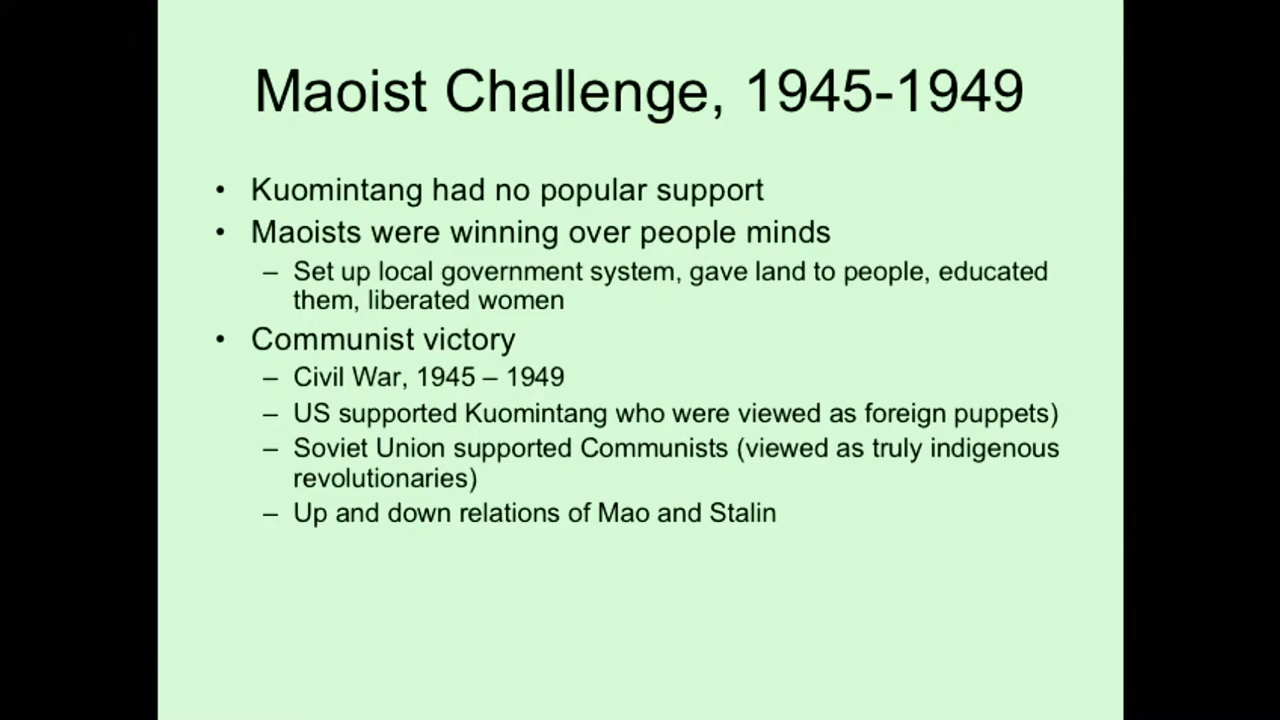 Maoist Challenge, 1945-1949
• Kuomintang had no popular support
• Maoists were winning over people minds
– Set up local government system, gave land to people, educated
them, liberated women
• Communist victory
– Civil War, 1945 – 1949
– US supported Kuomintang who were viewed as foreign puppets)
– Soviet Union supported Communists (viewed as truly indigenous
revolutionaries)
– Up and down relations of Mao and Stalin